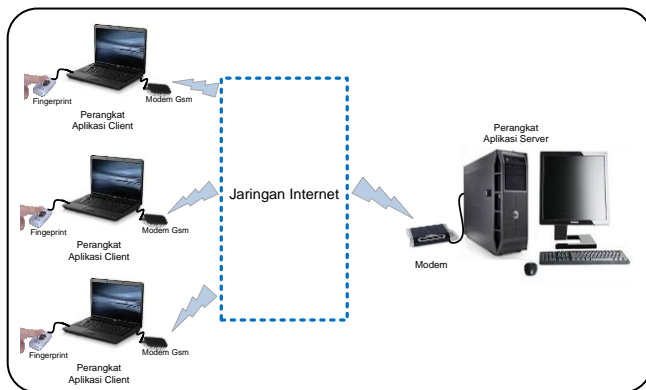 Fingerprint
Modem Gsm
Perangkat
Aplikasi Client
Fingerprint
Modem Gsm
Perangkat
Aplikasi Client
Fingerprint
Modem Gsm
Perangkat
Aplikasi Client
Jaringan Internet
Modem
Perangkat
Aplikasi Server